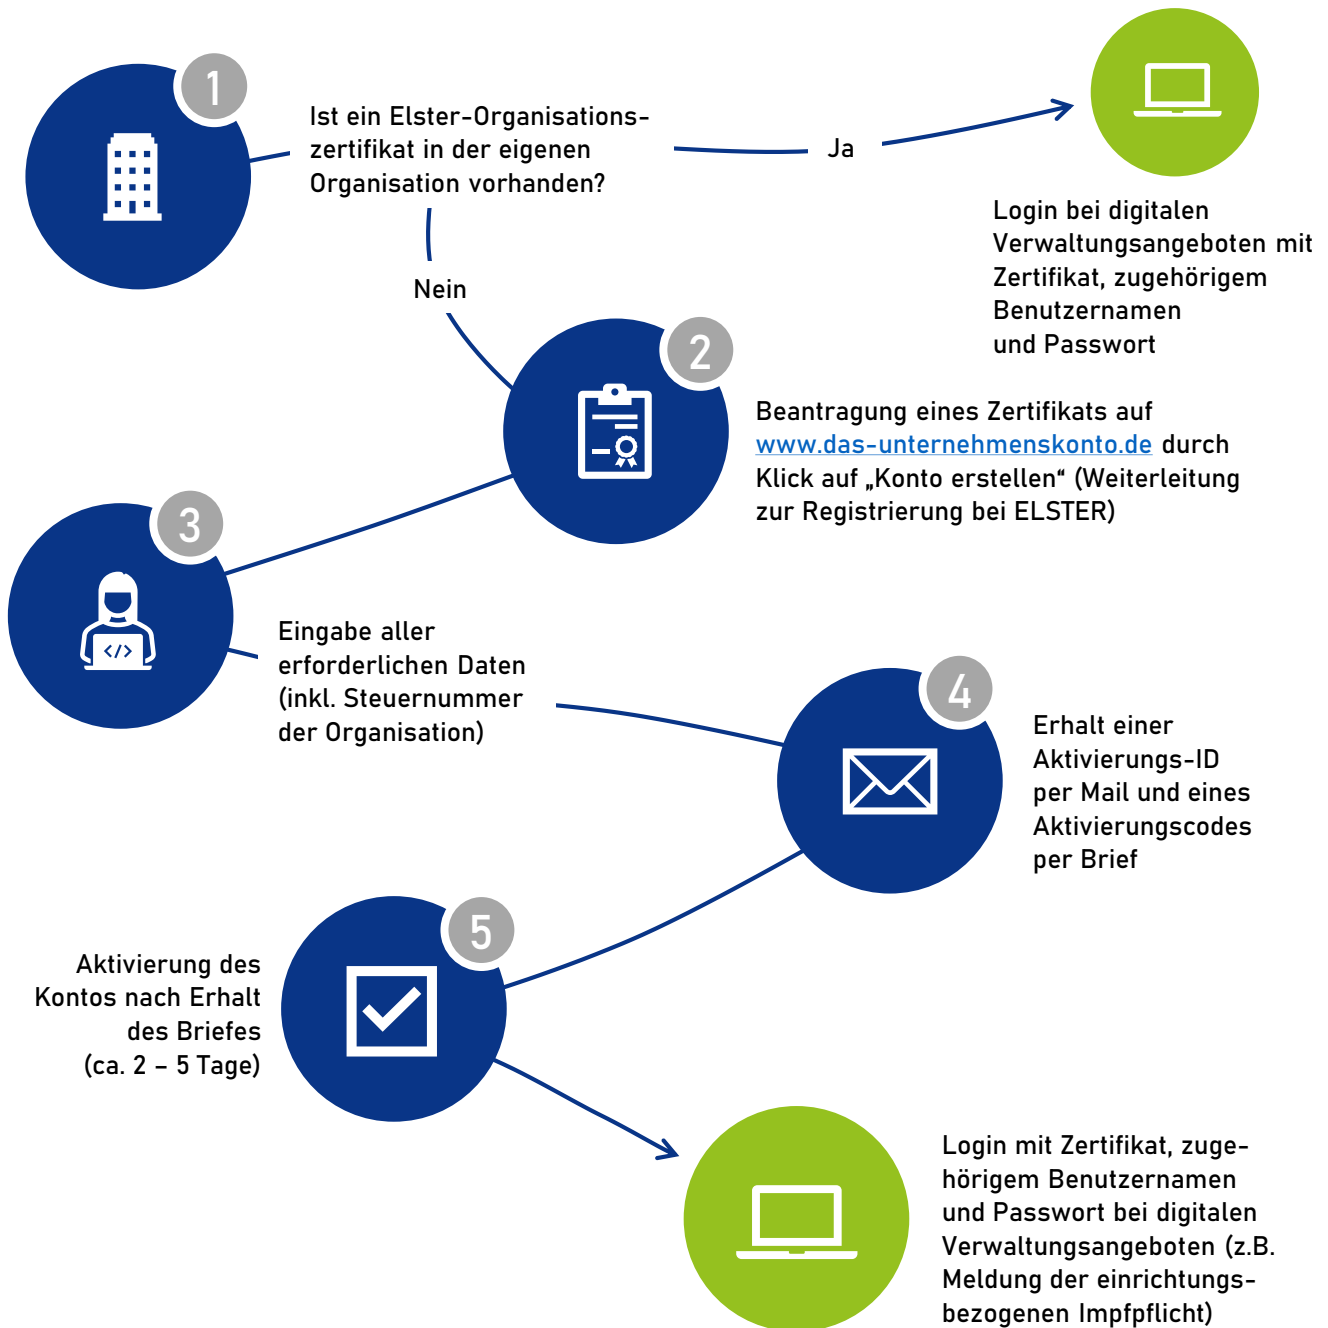 1
Ist ein Elster-Organisations-
zertifikat in der eigenen
Organisation vorhanden?
Ja
Login bei digitalen
Verwaltungsangeboten mit
Zertifikat, zugehörigem
Benutzernamen
und Passwort
Nein
2
Beantragung eines Zertifikats auf
www.das-unternehmenskonto.de durch
Klick auf „Konto erstellen“ (Weiterleitung
zur Registrierung bei ELSTER)
3
</>
Eingabe aller
erforderlichen Daten
(inkl. Steuernummer
der Organisation)
4
Erhalt einer
Aktivierungs-ID
per Mail und eines
Aktivierungscodes
per Brief
5
Aktivierung des
Kontos nach Erhalt
des Briefes
(ca. 2 – 5 Tage)
Login mit Zertifikat, zuge-
hörigem Benutzernamen
und Passwort bei digitalen
Verwaltungsangeboten (z.B.
Meldung der einrichtungs-
bezogenen Impfpflicht)